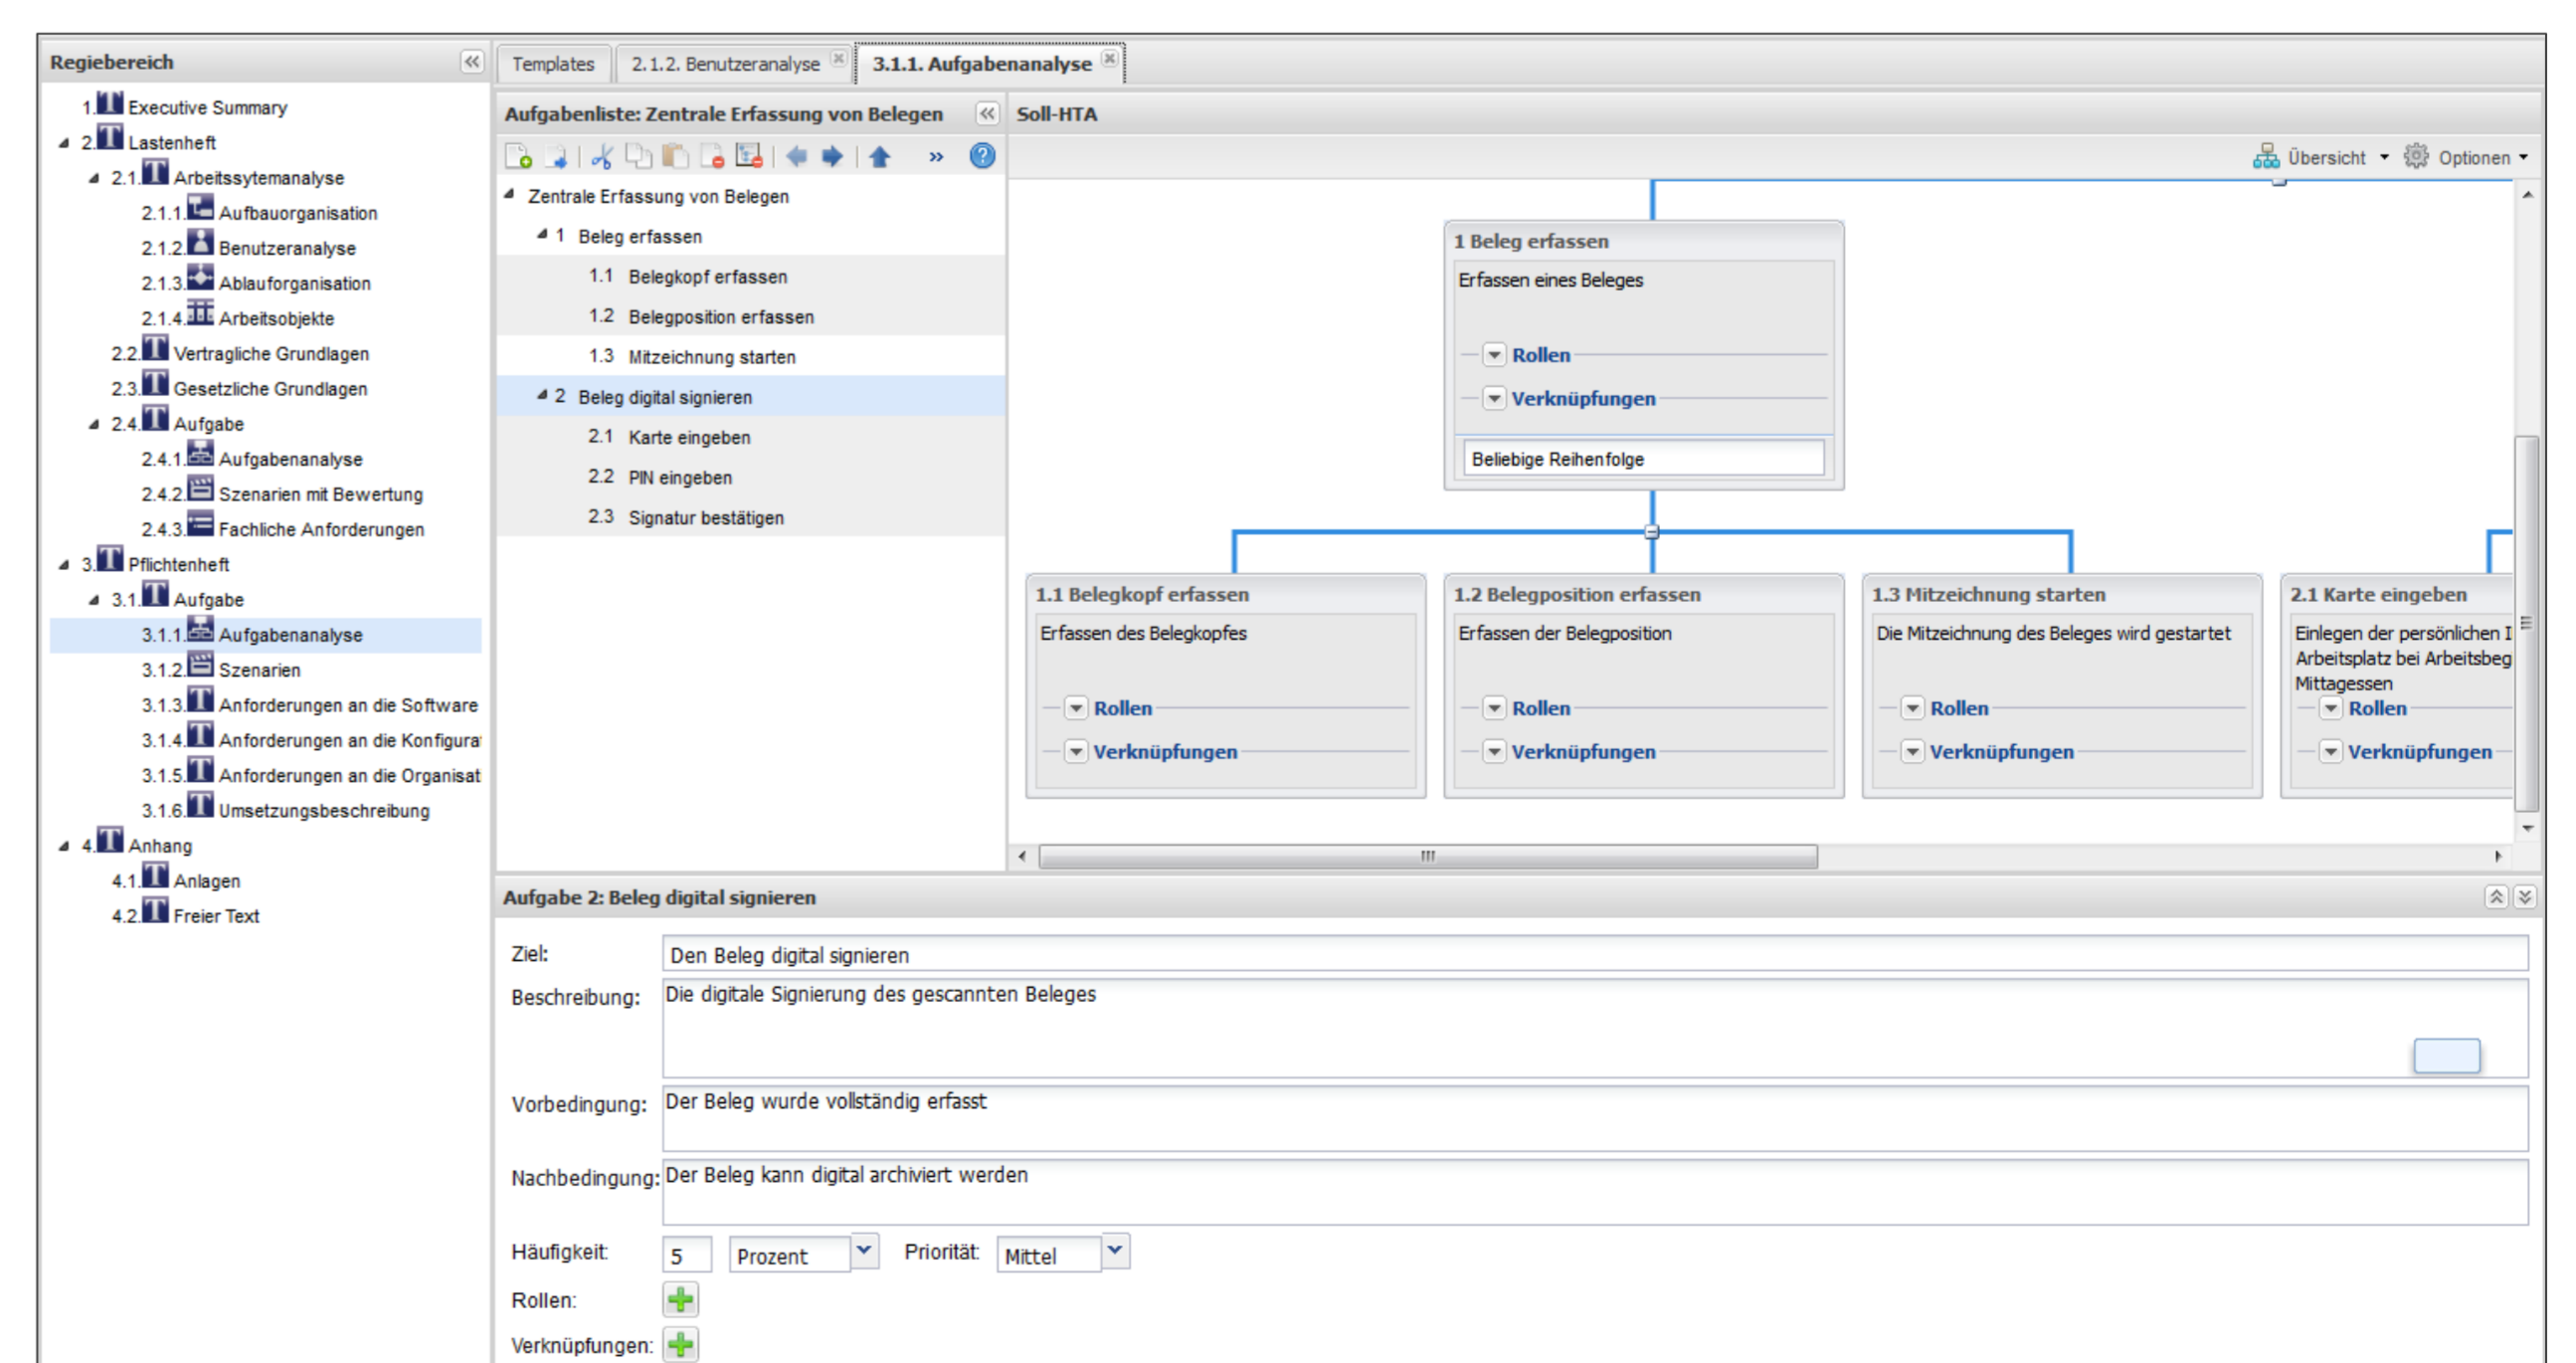 Regiebereich
1. Executive Summary
2. Lastenheft
2.1. Arbeitssytemanalyse
2.1.1. Aufbauorganisation
2.1.2. Benutzeranalyse
2.1.3. Ablauforganisation
2.1.4. Arbeitsobjekte
2.2. Vertragliche Grundlagen
2.3. Gesetzliche Grundlagen
2.4. Aufgabe
2.4.1. Aufgabenanalyse
2.4.2. Szenarien mit Bewertung
2.4.3. Fachliche Anforderungen
3. Pflichtenheft
3.1. Aufgabe
3.1.1. Aufgabenanalyse
3.1.2. Szenarien
3.1.3. Anforderungen an die Software
3.1.4. Anforderungen an die Konfigura
3.1.5. Anforderungen an die Organisat
3.1.6. Umsetzungsbeschreibung
4. Anhang
4.1. Anlagen
4.2. Freier Text
Templates
2.1.2. Benutzeranalyse
3.1.1. Aufgabenanalyse
Aufgabenliste: Zentrale Erfassung von Belegen
Zentrale Erfassung von Belegen
1 Beleg erfassen
1.1 Belegkopf erfassen
1.2 Belegposition erfassen
1.3 Mitzeichnung starten
2 Beleg digital signieren
2.1 Karte eingeben
2.2 PIN eingeben
2.3 Signatur bestätigen
Soll-HTA
Übersicht
Optionen
1 Beleg erfassen
Erfassen eines Beleges
Rollen
Verknüpfungen
Beliebige Reihenfolge
1.1 Belegkopf erfassen
Erfassen des Belegkopfes
Rollen
Verknüpfungen
1.2 Belegposition erfassen
Erfassen der Belegposition
Rollen
Verknüpfungen
1.3 Mitzeichnung starten
Die Mitzeichnung des Beleges wird gestartet
Rollen
Verknüpfungen
2.1 Karte eingeben
Einlegen der persönlichen I
Arbeitsplatz bei Arbeitsbeg
Mittagessen
Rollen
Verknüpfungen
Aufgabe 2: Beleg digital signieren
Ziel: Den Beleg digital signieren
Beschreibung: Die digitale Signierung des gescannten Beleges
Vorbedingung: Der Beleg wurde vollständig erfasst
Nachbedingung: Der Beleg kann digital archiviert werden
Häufigkeit: 5 Prozent Priorität: Mittel
Rollen:
Verknüpfungen: